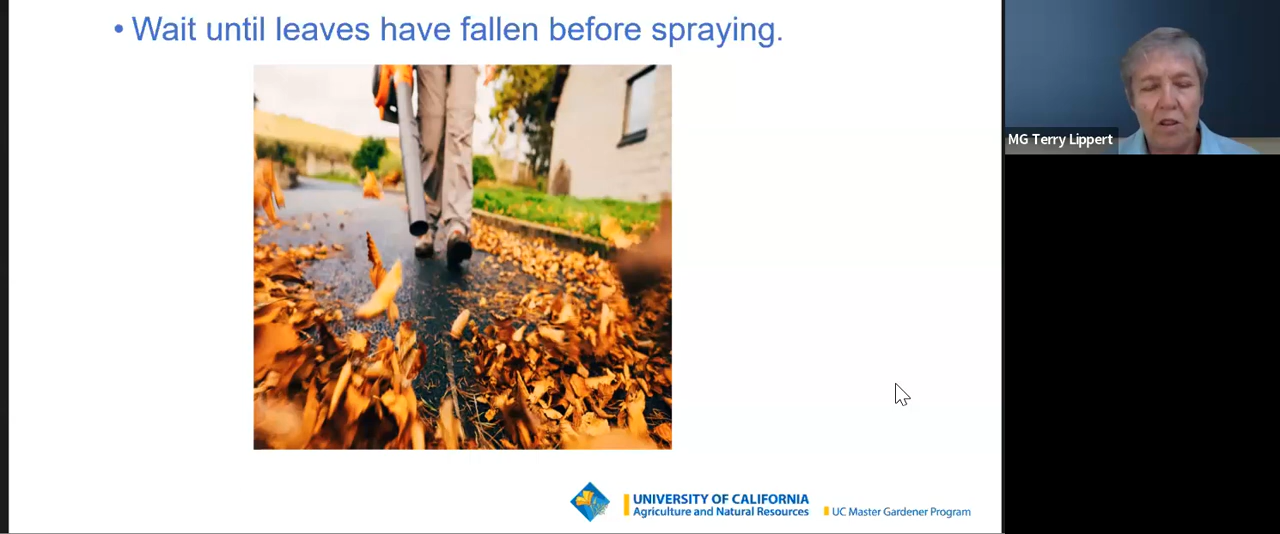 • Wait until leaves have fallen before spraying.
MG Terry Lippert
UNIVERSITY OF CALIFORNIA
Agriculture and Natural Resources
UC Master Gardener Program